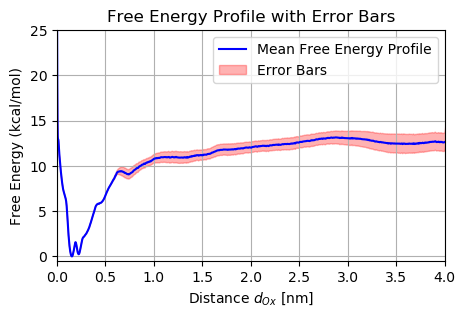 Free Energy Profile with Error Bars
Free Energy (kcal/mol)
25
20
15
10
5
0
Mean Free Energy Profile
Error Bars
0.0 0.5 1.0 1.5 2.0 2.5 3.0 3.5 4.0
Distance d_{Ox} [nm]